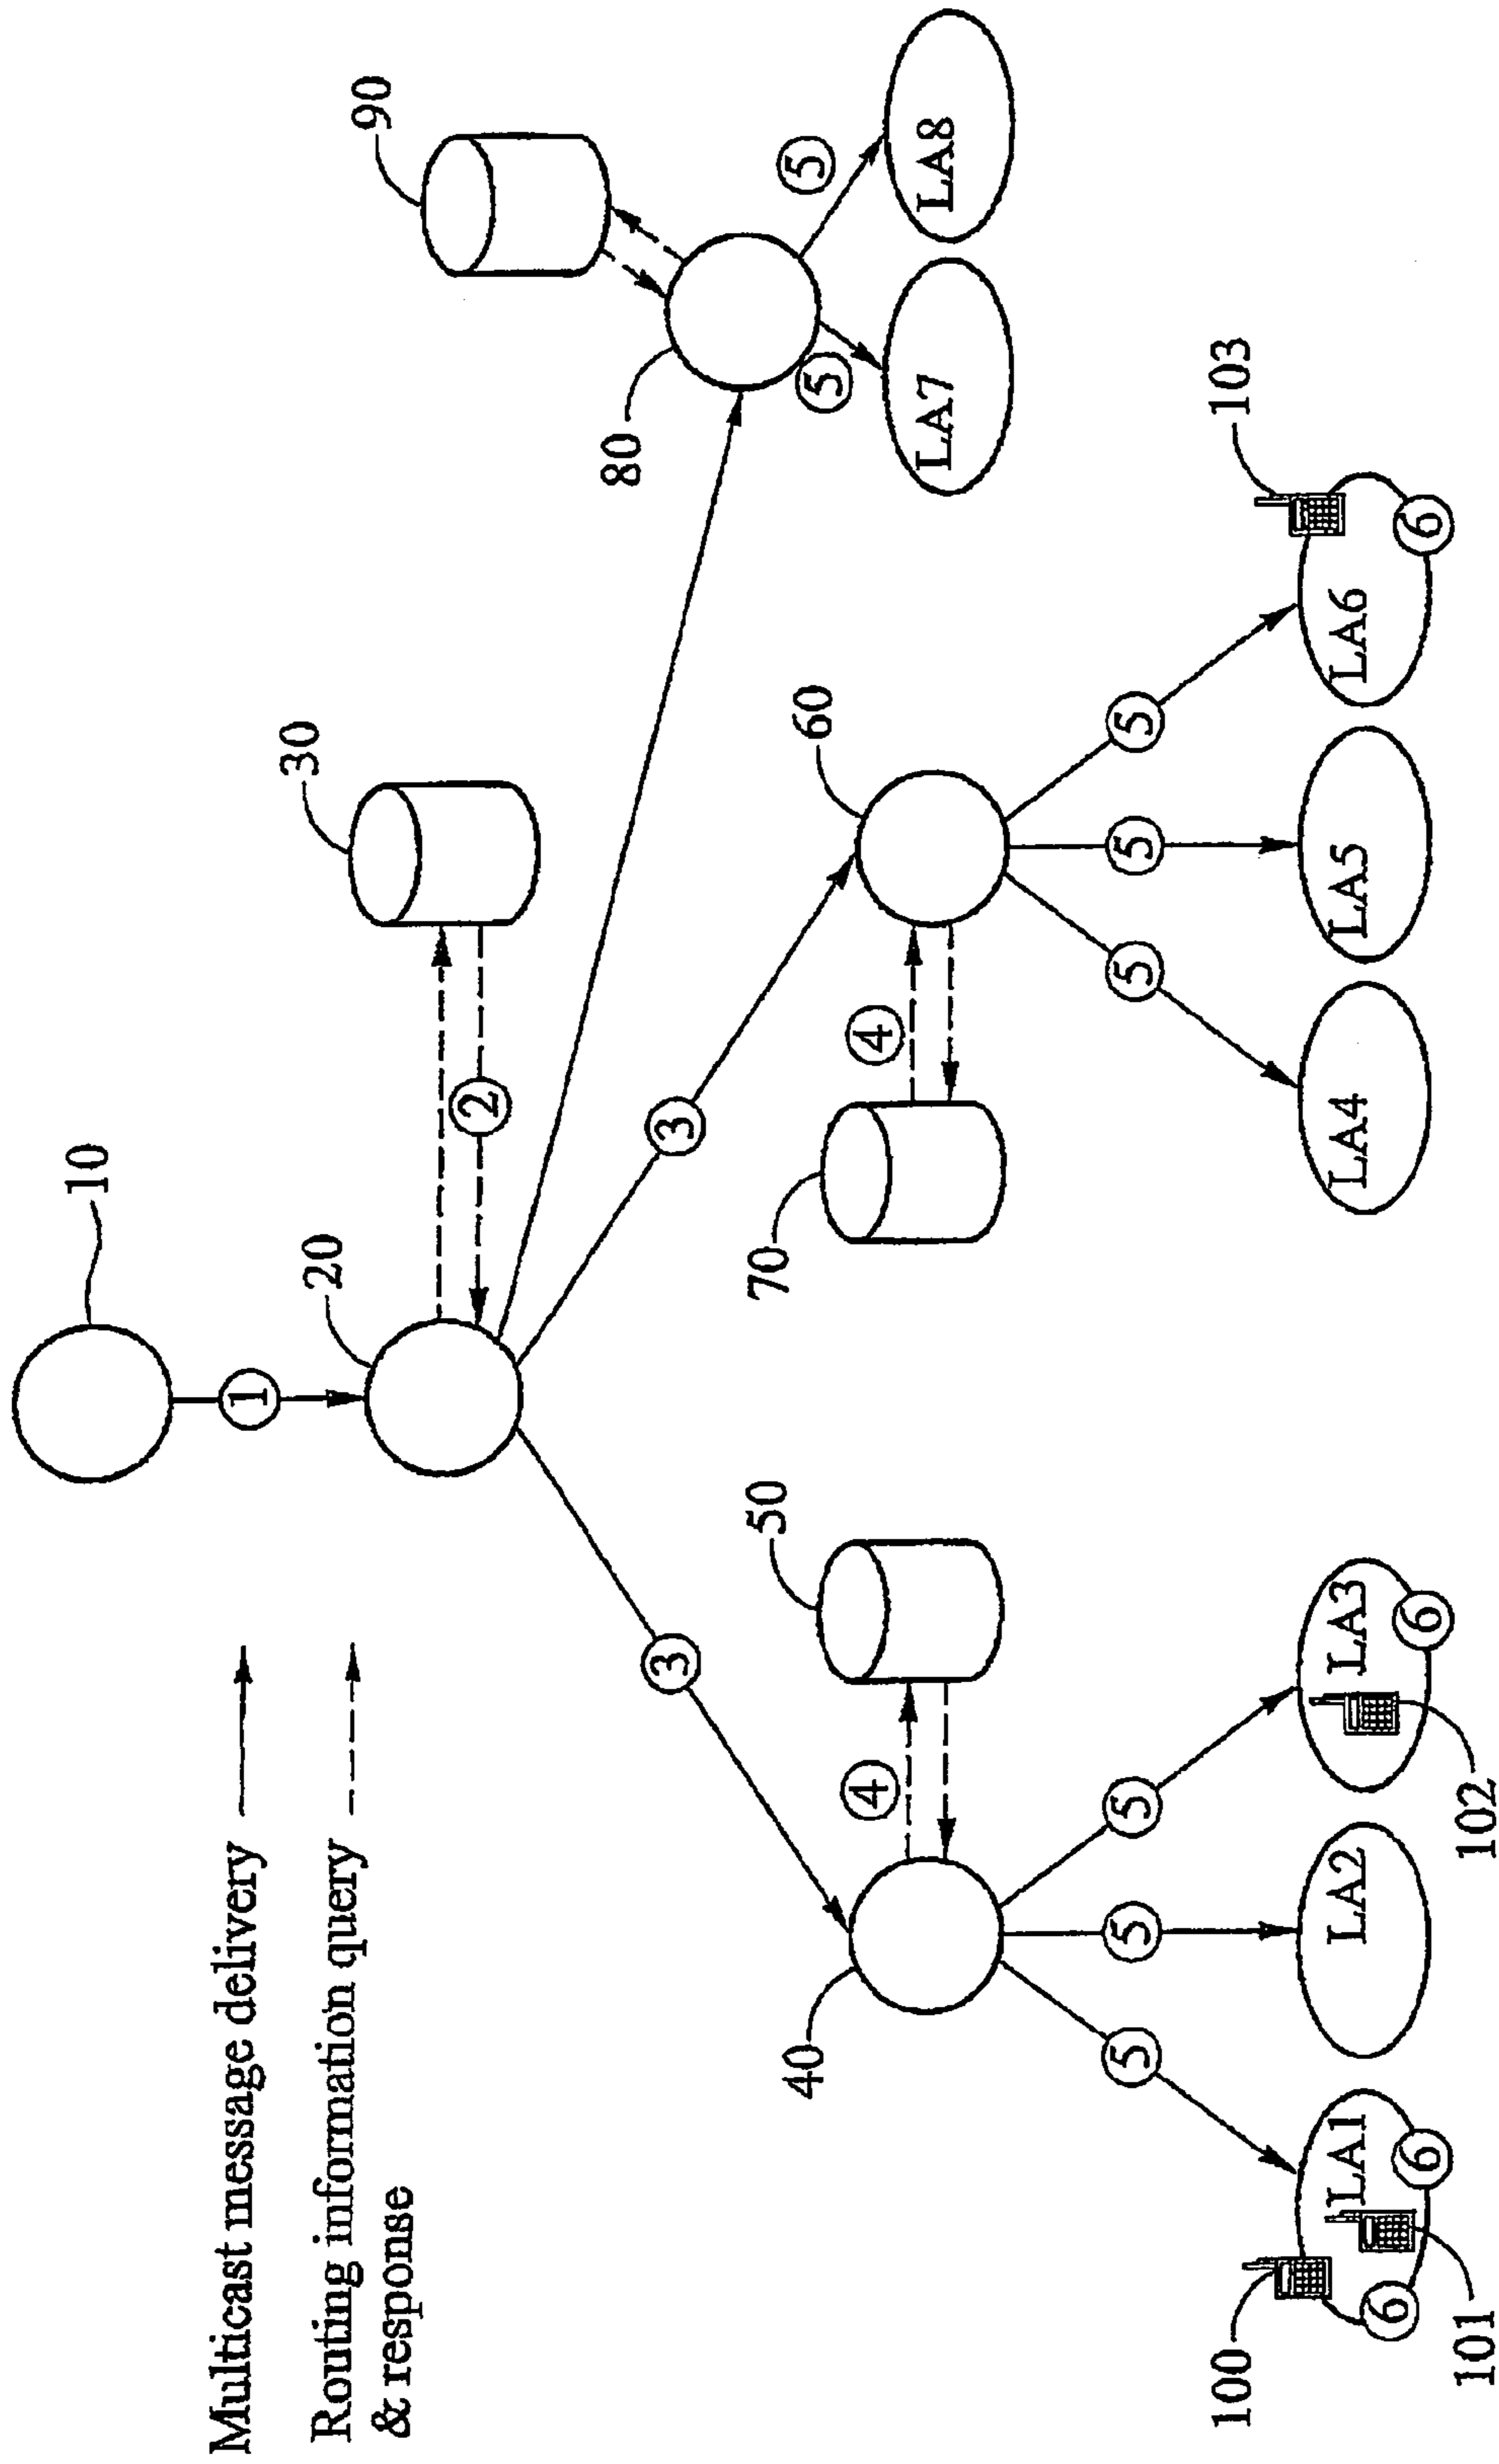 Multicast message delivery
Routing information query
& response
10
1
20
30
2
90
3
3
80
5
5
LA7
LA8
50
4
40
70
4
60
5
5
5
5
5
5
100
LA1
6
6
101
LA2
LA3
6
102
LA4
LA5
LA6
6
103